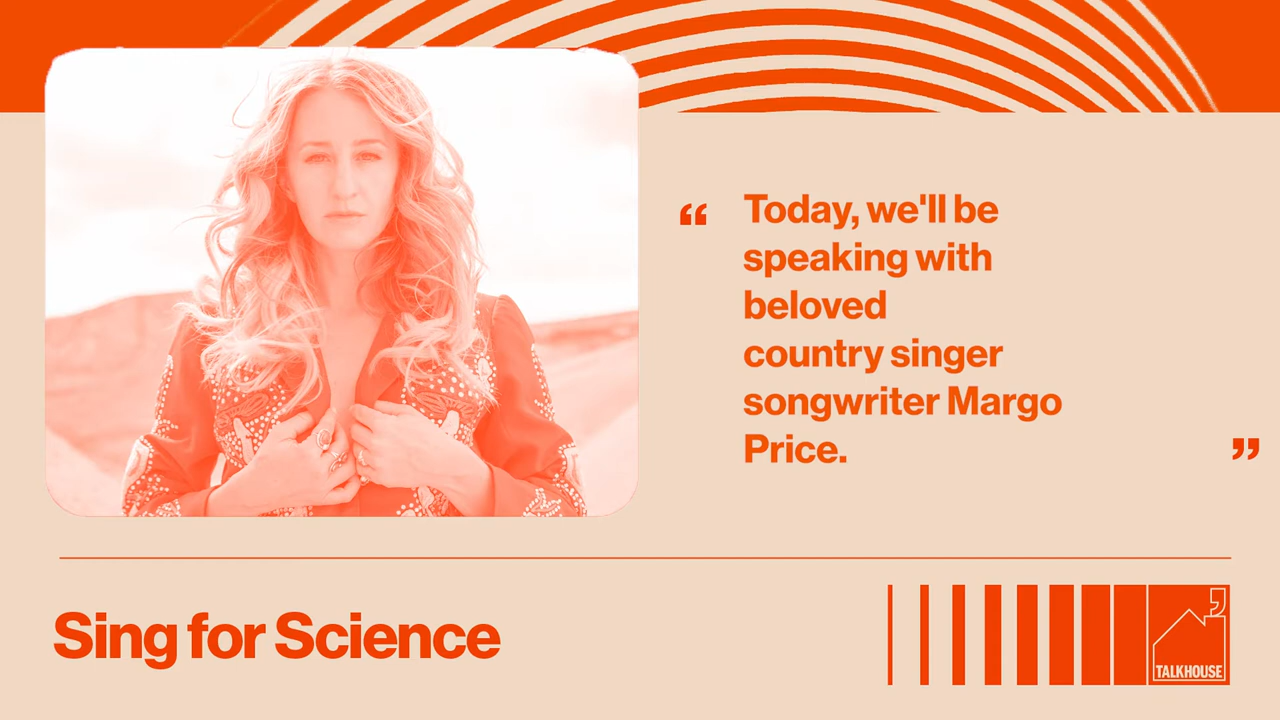 “ Today, we'll be
speaking with
beloved
country singer
songwriter Margo
Price. ”
Sing for Science
TALKHOUSE